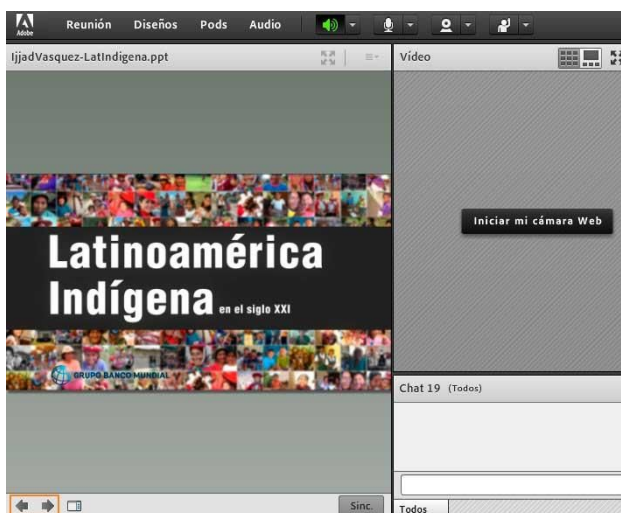 Adobe
Reunión Diseños Pods Audio
IjjadVasquez-LatIndigena.ppt
Vídeo
Iniciar mi cámara Web
Latinoamérica
Indígena en el siglo XXI
GRUPO BANCO MUNDIAL
Chat 19 (Todos)
Sinc.
Todos